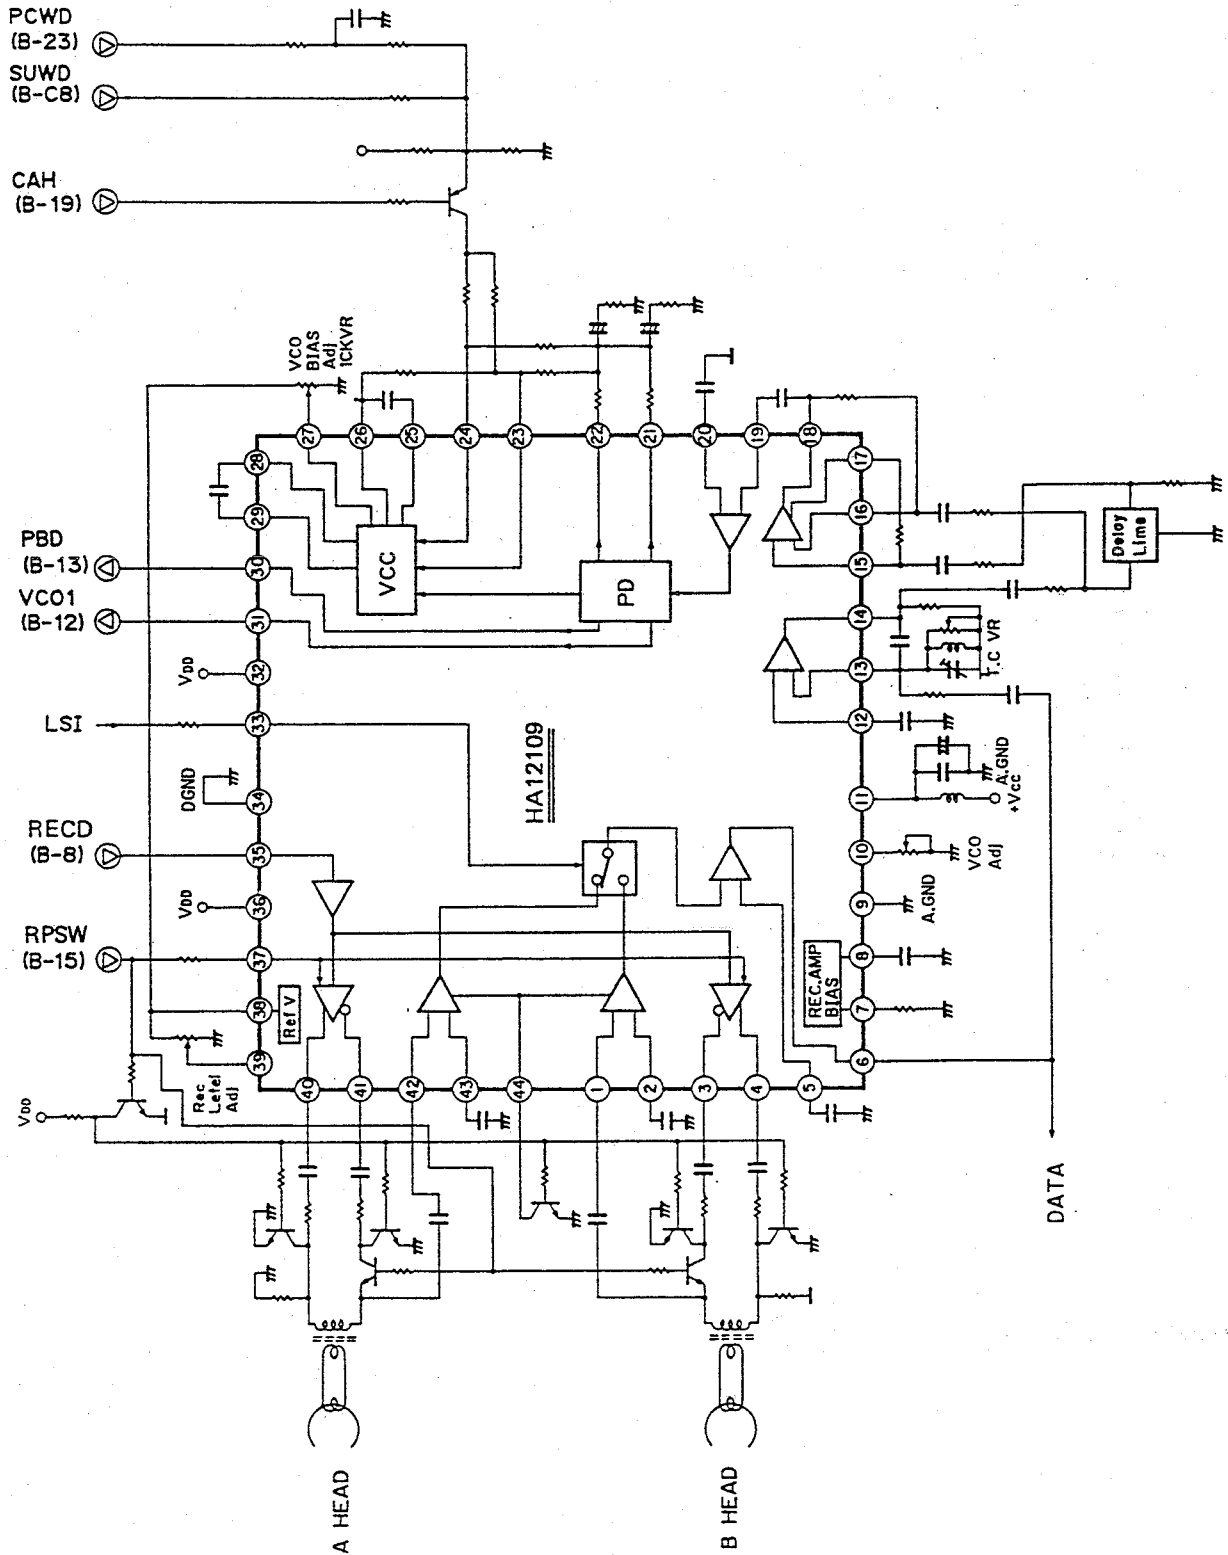 PCWD
(B-23)
SUWD
(B-C8)
CAH
(B-19)
VCO
BIAS
Adj
1CKVR
27
26
25
24
23
22
21
20
19
18
28
29
30
31
32
33
34
35
36
37
38
39
17
16
15
14
13
12
11
10
9
8
7
6
40
41
42
43
44
1
2
3
4
5
PBD
(B-13)
VCO1
(B-12)
VDD
LSI
DGND
RECD
(B-8)
VDD
RPSW
(B-15)
VCC
PD
HA12109
Ref V
REC.AMP
BIAS
Delay
Lime
T.C VR
A.GND
+Vcc
VCO
Adj
A.GND
Rec
Letel
Adj
VDD
DATA
A HEAD
B HEAD